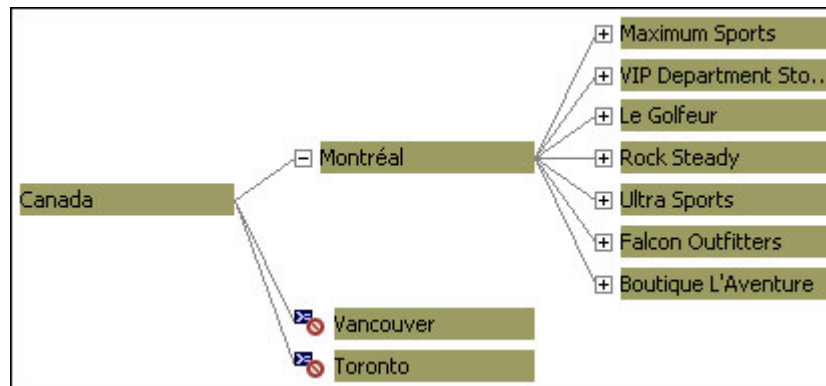 Canada
Montréal
Vancouver
Toronto
Maximum Sports
VIP Department Sto..
Le Golfeur
Rock Steady
Ultra Sports
Falcon Outfitters
Boutique L'Aventure